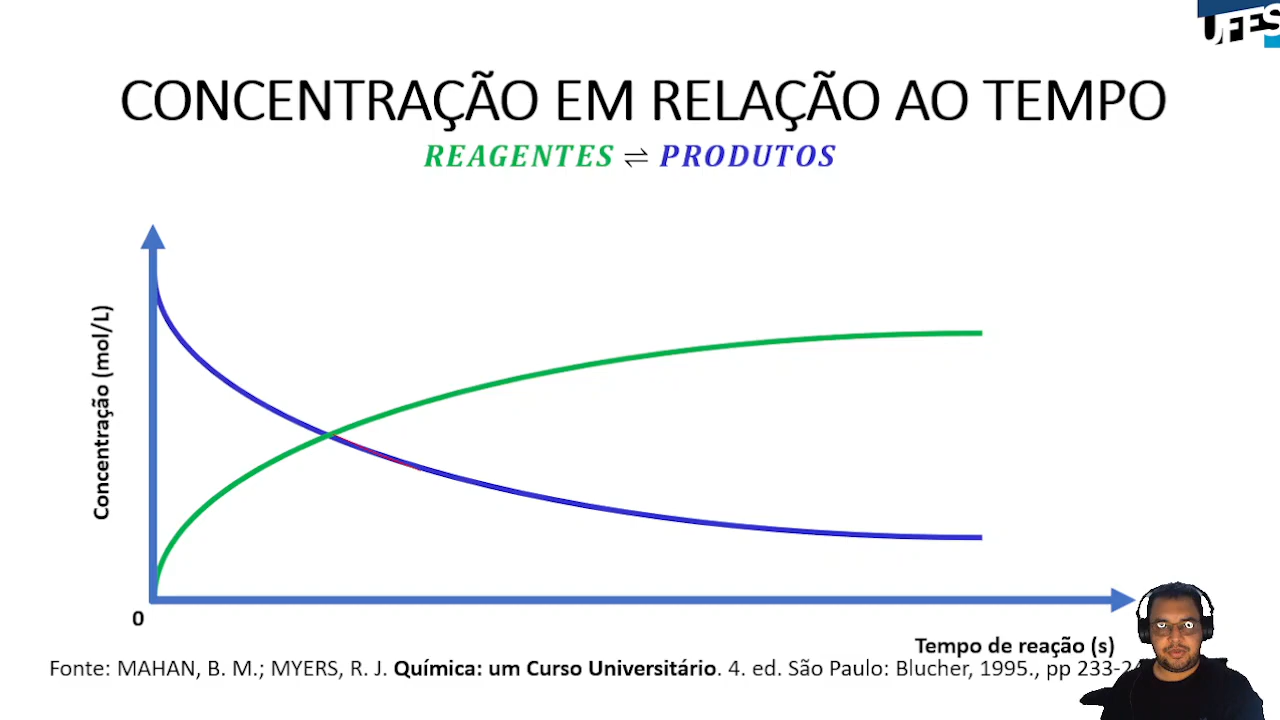 UFES
CONCENTRAÇÃO EM RELAÇÃO AO TEMPO
REAGENTES ⇌ PRODUTOS
Concentração (mol/L)
0
Tempo de reação (s)
Fonte: MAHAN, B. M.; MYERS, R. J. Química: um Curso Universitário. 4. ed. São Paulo: Blucher, 1995., pp